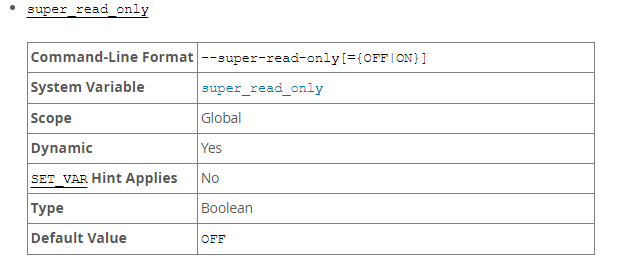 super_read_only
Command-Line Format --super-read-only[={OFF|ON}]
System Variable super_read_only
Scope Global
Dynamic Yes
SET_VAR Hint Applies No
Type Boolean
Default Value OFF